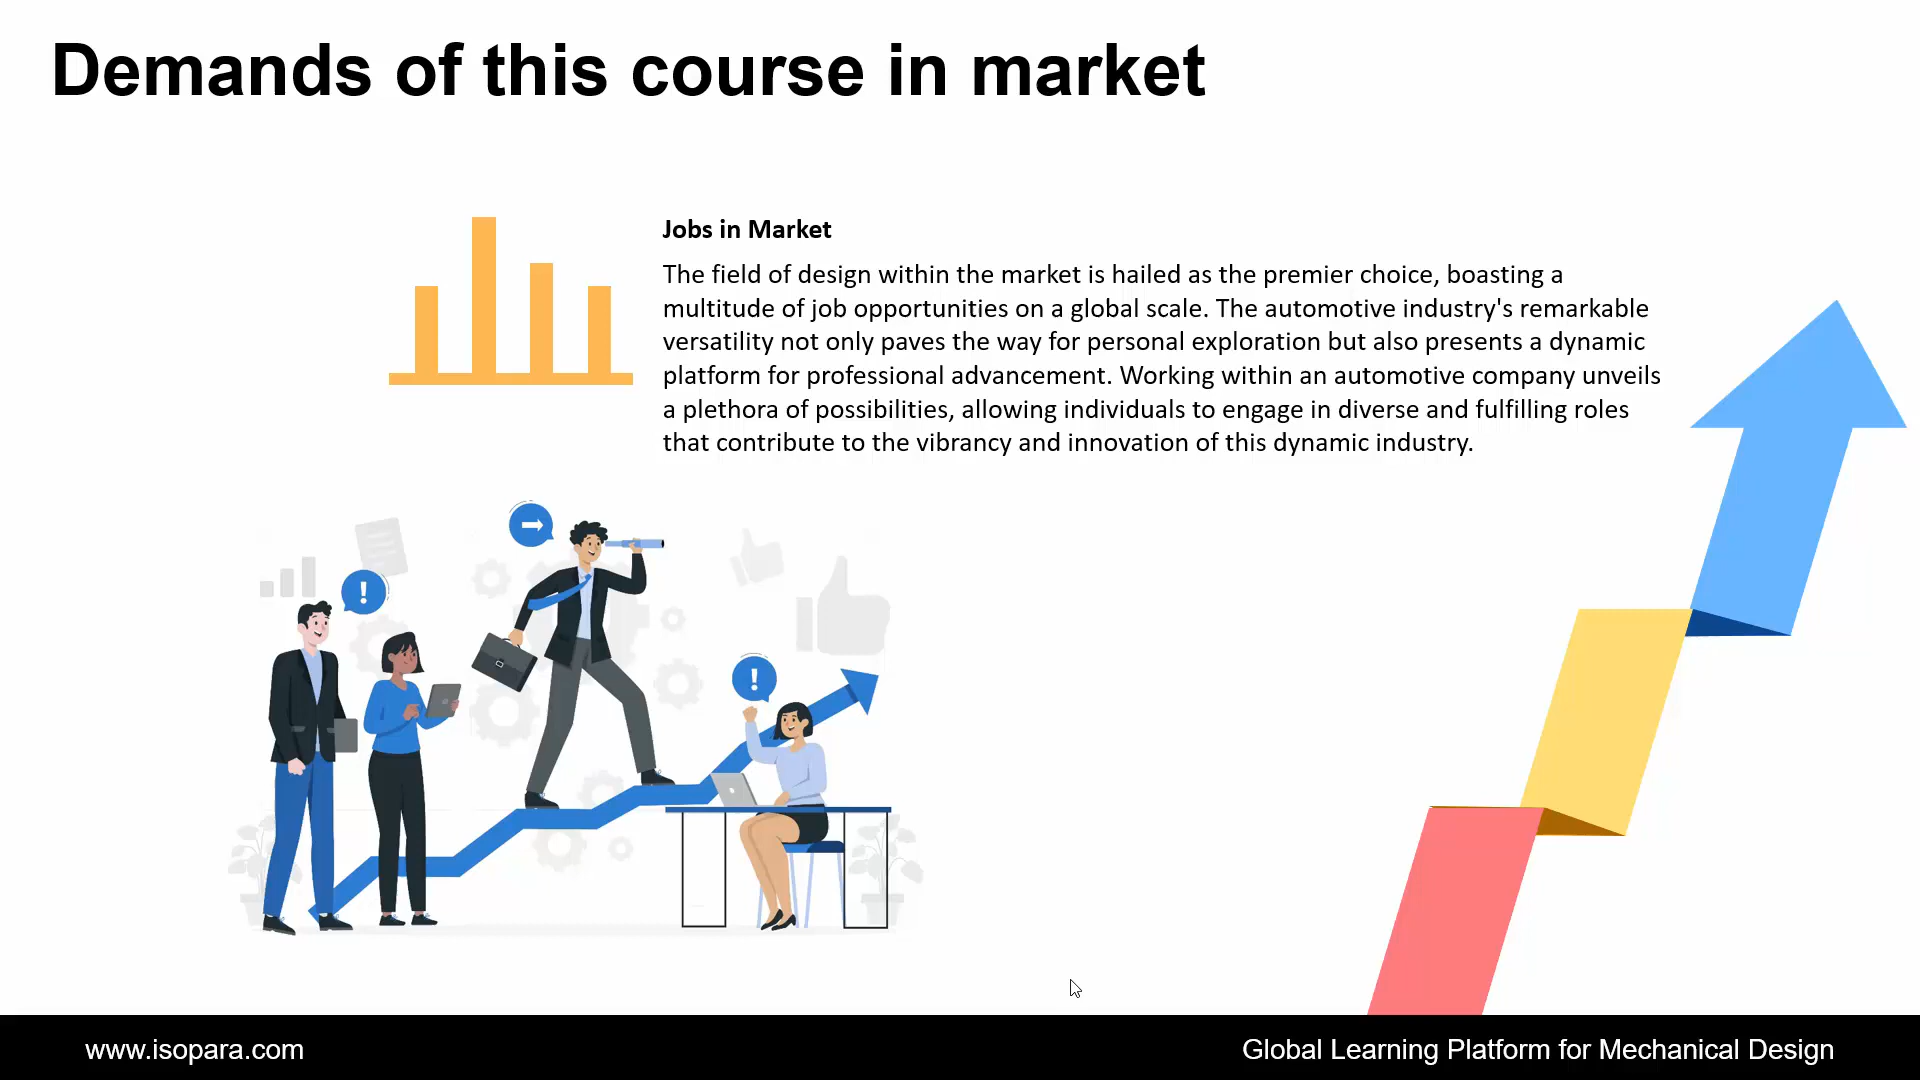 Demands of this course in market
Jobs in Market
The field of design within the market is hailed as the premier choice, boasting a
multitude of job opportunities on a global scale. The automotive industry's remarkable
versatility not only paves the way for personal exploration but also presents a dynamic
platform for professional advancement. Working within an automotive company unveils
a plethora of possibilities, allowing individuals to engage in diverse and fulfilling roles
that contribute to the vibrancy and innovation of this dynamic industry.
www.isopara.com
Global Learning Platform for Mechanical Design